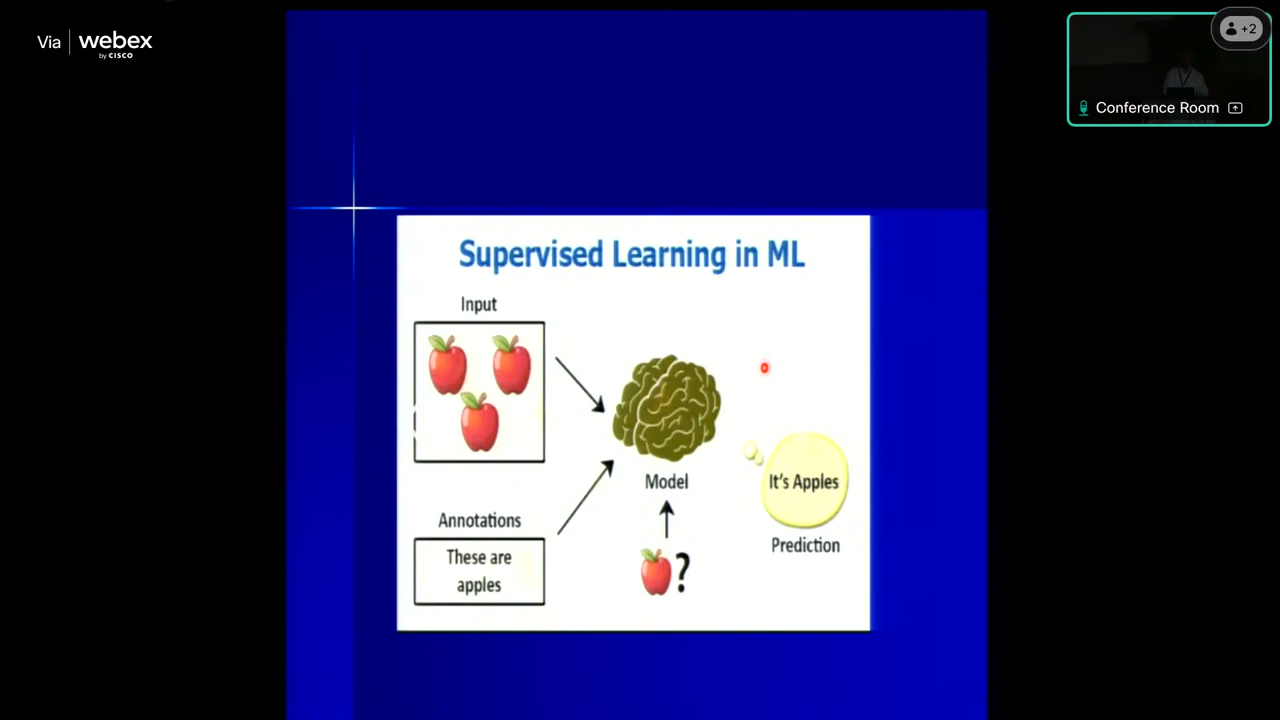 Via webex
by CISCO
+2
Conference Room
Supervised Learning in ML
Input
Model
It's Apples
Prediction
Annotations
These are
apples
?